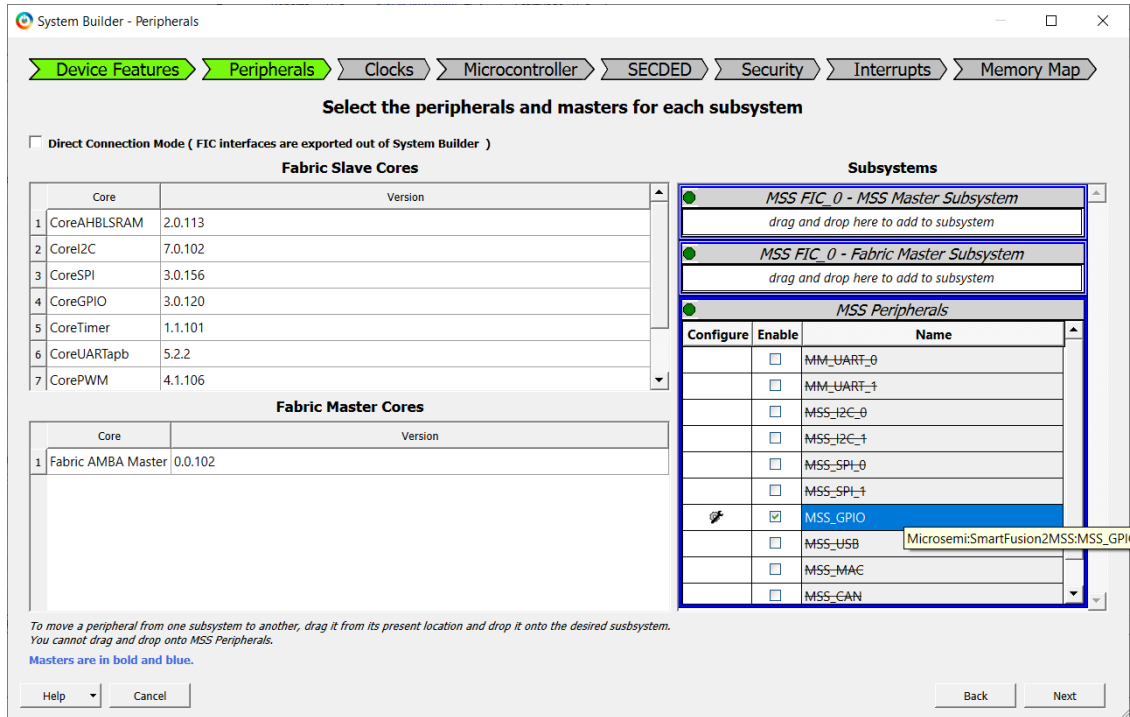 System Builder - Peripherals
Device Features Peripherals Clocks Microcontroller SECDED Security Interrupts Memory Map
Select the peripherals and masters for each subsystem
Direct Connection Mode ( FIC interfaces are exported out of System Builder )
Fabric Slave Cores
Core Version
1 CoreAHBLSRAM 2.0.113
2 CoreI2C 7.0.102
3 CoreSPI 3.0.156
4 CoreGPIO 3.0.120
5 CoreTimer 1.1.101
6 CoreUARTapb 5.2.2
7 CorePWM 4.1.106
Fabric Master Cores
Core Version
1 Fabric AMBA Master 0.0.102
Subsystems
MSS FIC_0 - MSS Master Subsystem
drag and drop here to add to subsystem
MSS FIC_0 - Fabric Master Subsystem
drag and drop here to add to subsystem
MSS Peripherals
Configure Enable Name
MM_UART_0
MM_UART_1
MSS_I2C_0
MSS_I2C_1
MSS_SPI_0
MSS_SPI_1
MSS_GPIO
MSS_USB
Microsemi:SmartFusion2MSS:MSS_GPI
MSS_MAC
MSS_CAN
To move a peripheral from one subsystem to another, drag it from its present location and drop it onto the desired susbsystem.
You cannot drag and drop onto MSS Peripherals.
Masters are in bold and blue.
Help Cancel Back Next